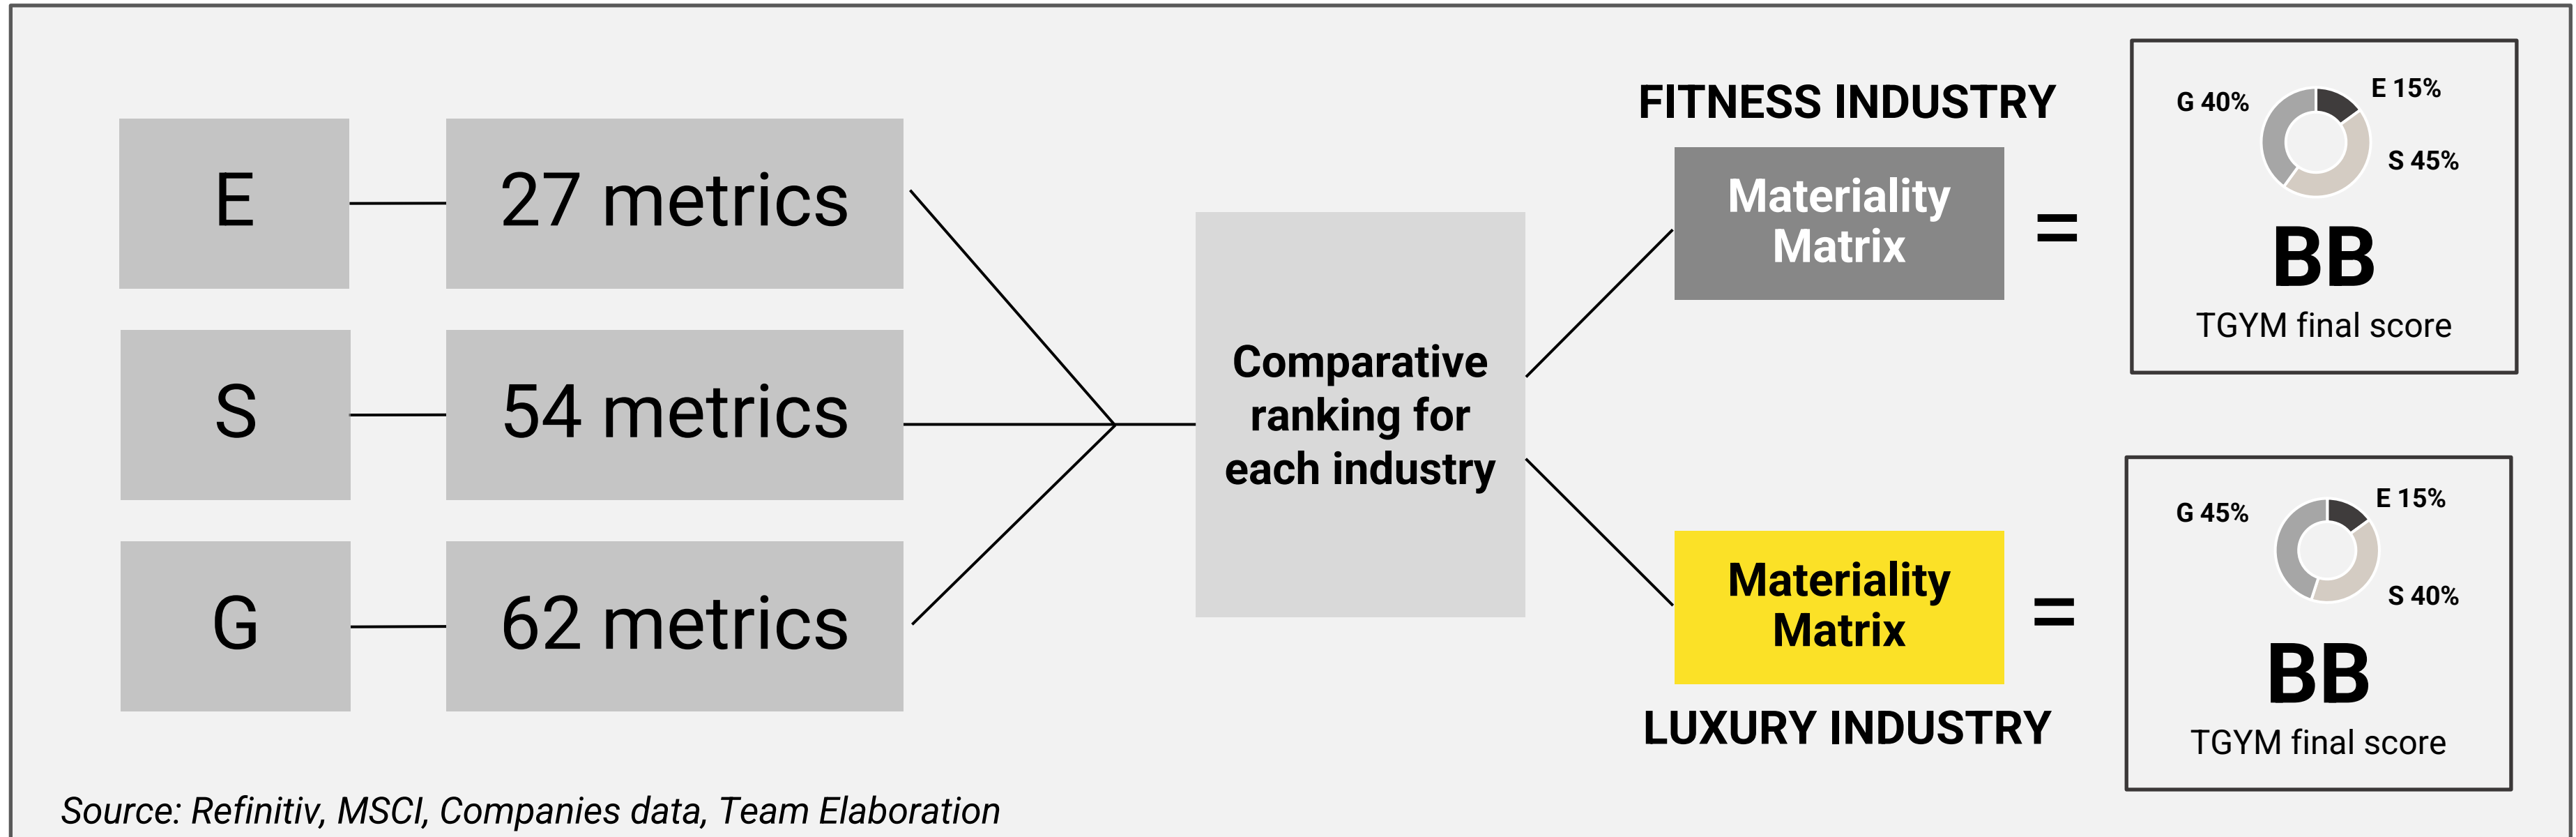 E
27 metrics
S
54 metrics
G
62 metrics
Comparative
ranking for
each industry
FITNESS INDUSTRY
Materiality
Matrix
=
G 40%
E 15%
S 45%
BB
TGYM final score
Materiality
Matrix
LUXURY INDUSTRY
=
G 45%
E 15%
S 40%
BB
TGYM final score
Source: Refinitiv, MSCI, Companies data, Team Elaboration